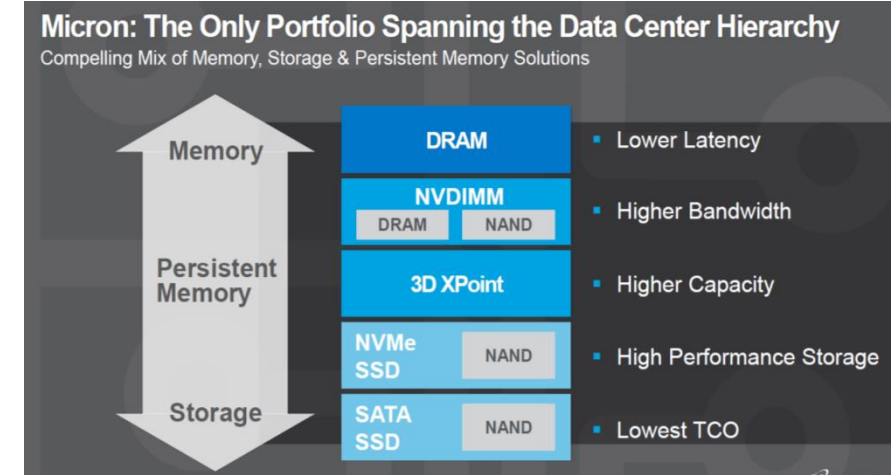 Micron: The Only Portfolio Spanning the Data Center Hierarchy
Compelling Mix of Memory, Storage & Persistent Memory Solutions
Memory
Persistent
Memory
Storage
DRAM
NVDIMM
DRAM NAND
3D XPoint
NVMe
SSD
NAND
SATA
SSD
NAND
▪ Lower Latency
▪ Higher Bandwidth
▪ Higher Capacity
▪ High Performance Storage
▪ Lowest TCO